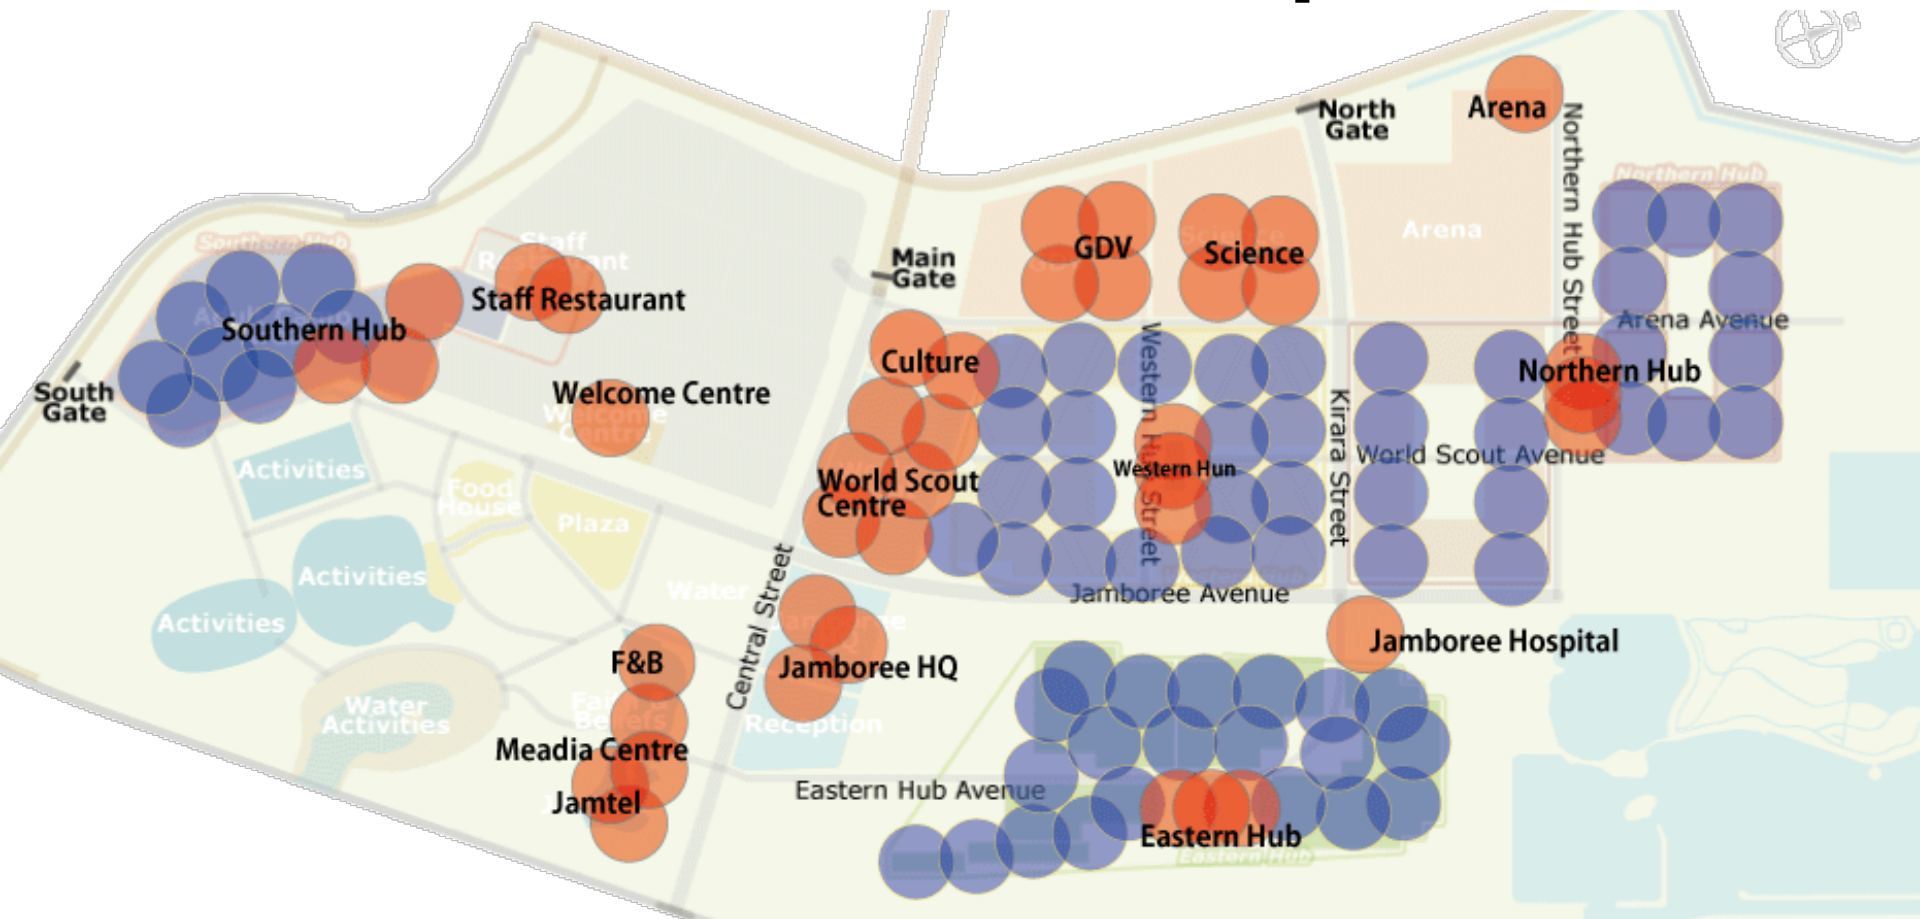 North
Gate
Arena
Northern Hub Street
Northern Hub
Southern Hub
Staff
Restaurant
Arena
Main
Gate
GDV
Science
Staff Restaurant
Southern Hub
Arena Avenue
Culture
Northern Hub
South
Gate
Welcome Centre
Welcome
Centre
Western Hub Street
Kirara Street
World Scout Avenue
Western Hun
Activities
Food
House
Plaza
World Scout
Centre
Activities
Activities
Water
Jamboree Avenue
Central Street
Jamboree Hospital
F&B
Jamboree HQ
Faith &
Beliefs
Water
Activities
Reception
Meadia Centre
Eastern Hub Avenue
Jamtel
Eastern Hub
Eastern Hub